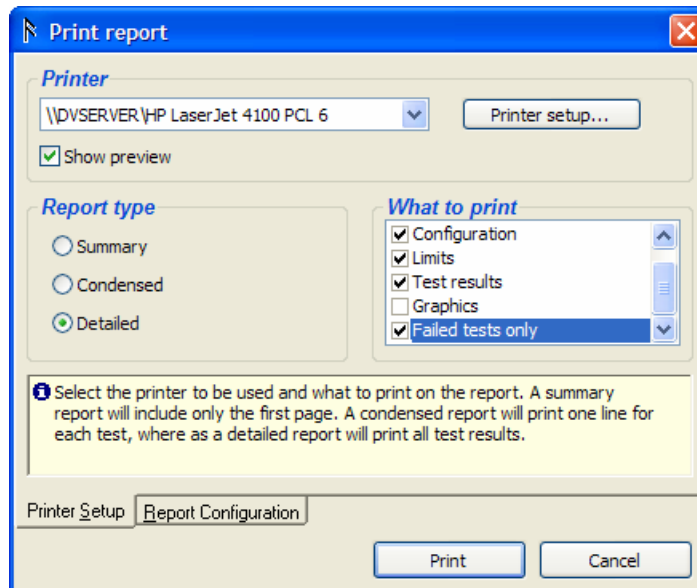 Print report
Printer
\\DVSERVER\HP LaserJet 4100 PCL 6
Printer setup...
Show preview
Report type
Summary
Condensed
Detailed
What to print
Configuration
Limits
Test results
Graphics
Failed tests only
Select the printer to be used and what to print on the report. A summary
report will include only the first page. A condensed report will print one line for
each test, where as a detailed report will print all test results.
Printer Setup
Report Configuration
Print
Cancel